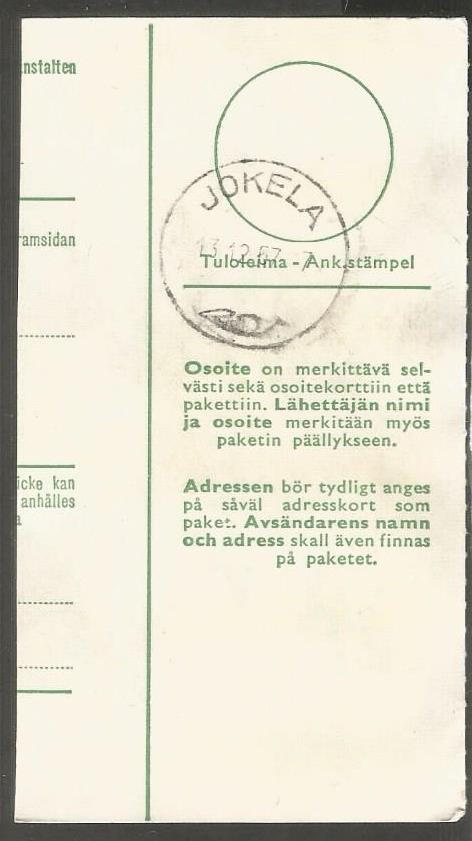 nstalten
ramsidan
icke kan
anhålles
a
JOKELA
13.12.57.-7
Tuloleima - Ank.stämpel
Osoite on merkittävä sel-
västi sekä osoitekorttiin että
pakettiin. Lähettäjän nimi
ja osoite merkitään myös
paketin päällykseen.
Adressen bör tydligt anges
på såväl adresskort som
paket. Avsändarens namn
och adress skall även finnas
på paketet.